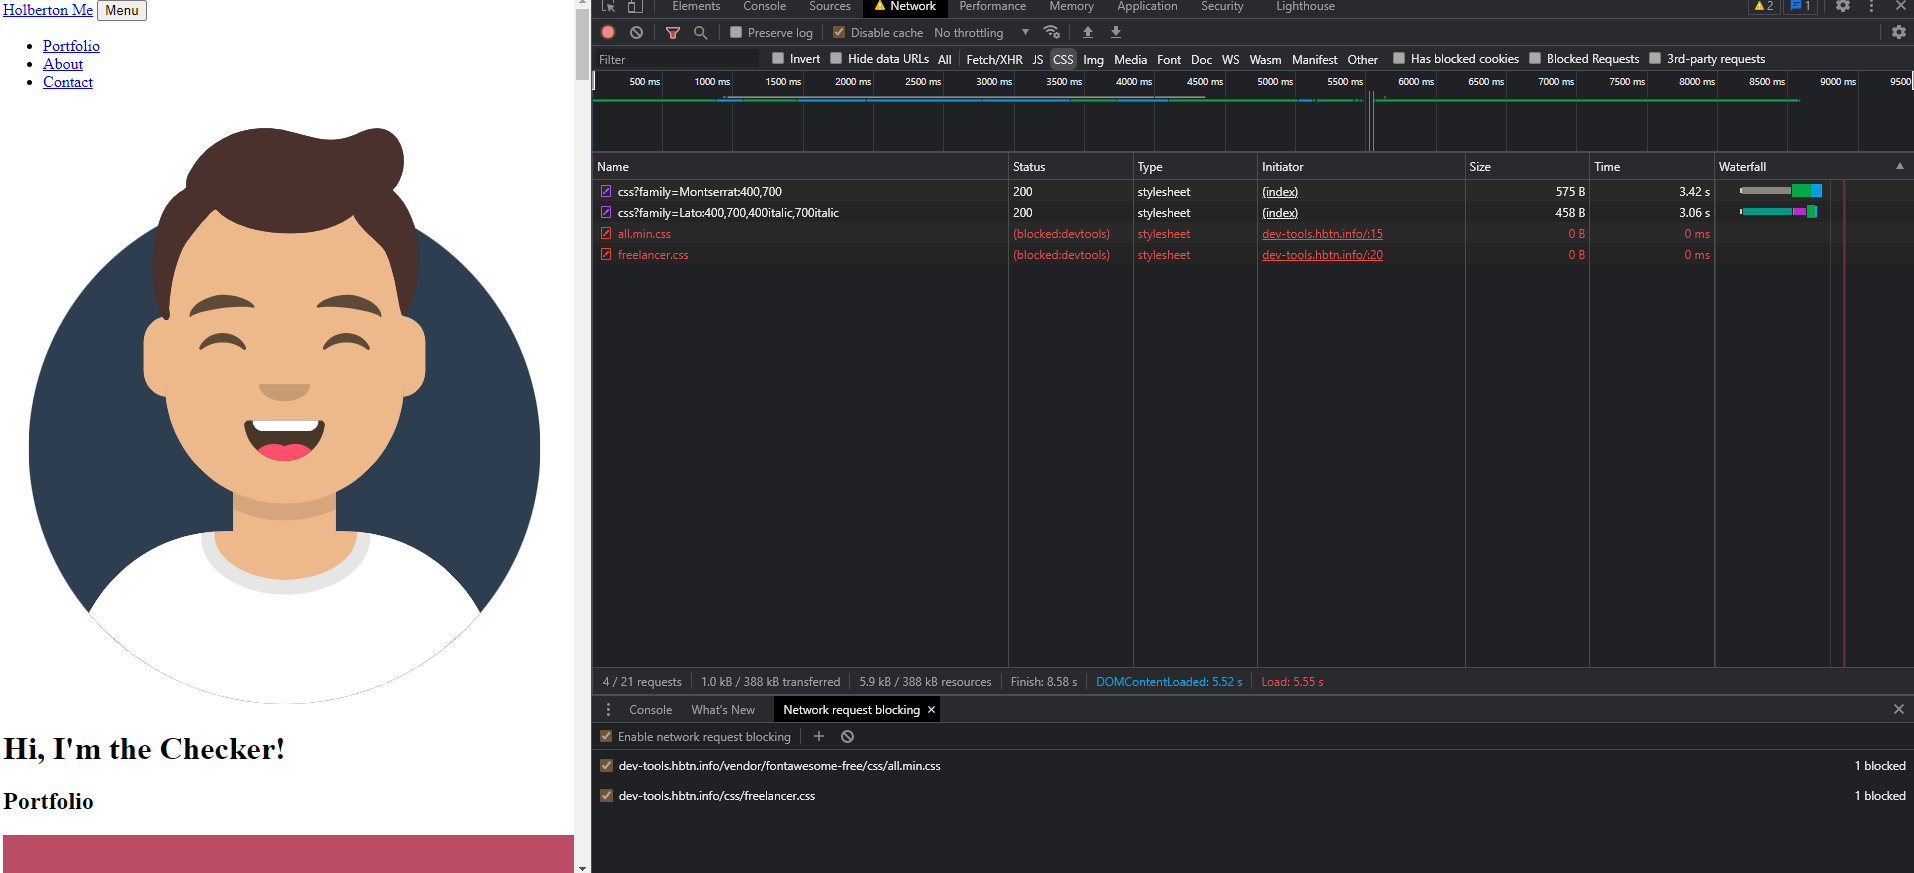 Holberton Me Menu
Portfolio
About
Contact
Hi, I'm the Checker!
Portfolio
Elements Console Sources Network Performance Memory Application Security Lighthouse 2 1
Preserve log Disable cache No throttling
Filter Invert Hide data URLs All Fetch/XHR JS CSS Img Media Font Doc WS Wasm Manifest Other Has blocked cookies Blocked Requests 3rd-party requests
500 ms 1000 ms 1500 ms 2000 ms 2500 ms 3000 ms 3500 ms 4000 ms 4500 ms 5000 ms 5500 ms 6000 ms 6500 ms 7000 ms 7500 ms 8000 ms 8500 ms 9000 ms 9500
Name Status Type Initiator Size Time Waterfall
css?family=Montserrat:400,700 200 stylesheet (index) 575 B 3.42 s
css?family=Lato:400,700,400italic,700italic 200 stylesheet (index) 458 B 3.06 s
all.min.css (blocked:devtools) stylesheet dev-tools.hbtn.info/:15 0 B 0 ms
freelancer.css (blocked:devtools) stylesheet dev-tools.hbtn.info/:20 0 B 0 ms
4 / 21 requests 1.0 kB / 388 kB transferred 5.9 kB / 388 kB resources Finish: 8.58 s DOMContentLoaded: 5.52 s Load: 5.55 s
Console What's New Network request blocking
Enable network request blocking
dev-tools.hbtn.info/vendor/fontawesome-free/css/all.min.css 1 blocked
dev-tools.hbtn.info/css/freelancer.css 1 blocked